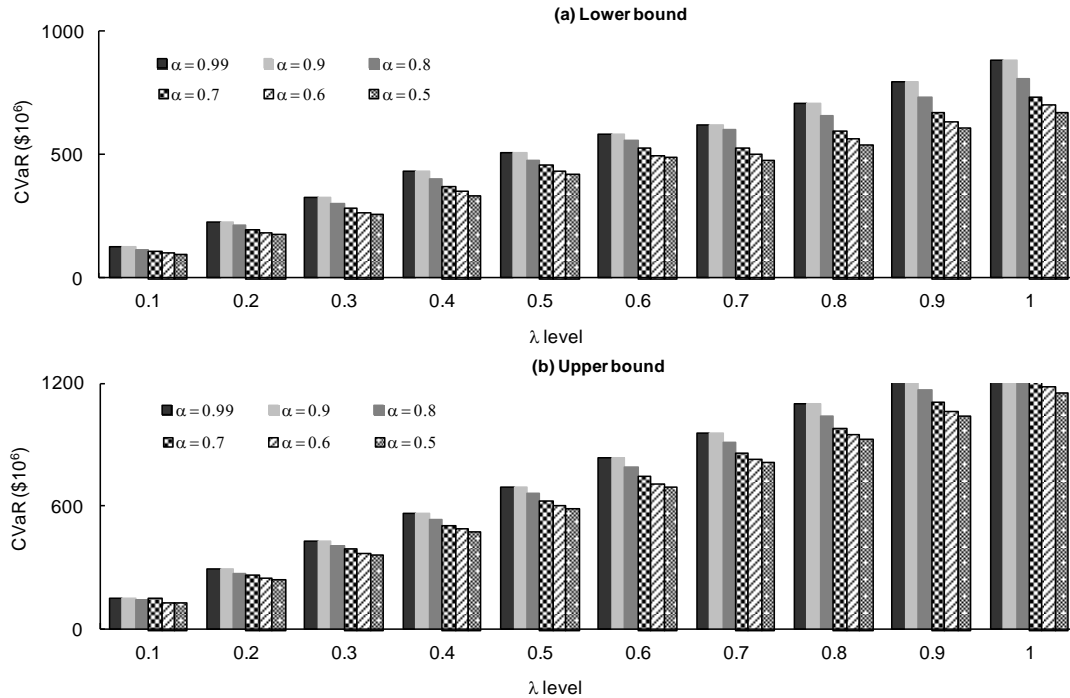 (a) Lower bound
1000
500
0
CVaR ($10⁶)
α = 0.99 α = 0.9 α = 0.8
α = 0.7 α = 0.6 α = 0.5
0.1 0.2 0.3 0.4 0.5 0.6 0.7 0.8 0.9 1
λ level
(b) Upper bound
1200
600
0
CVaR ($10⁶)
α = 0.99 α = 0.9 α = 0.8
α = 0.7 α = 0.6 α = 0.5
0.1 0.2 0.3 0.4 0.5 0.6 0.7 0.8 0.9 1
λ level